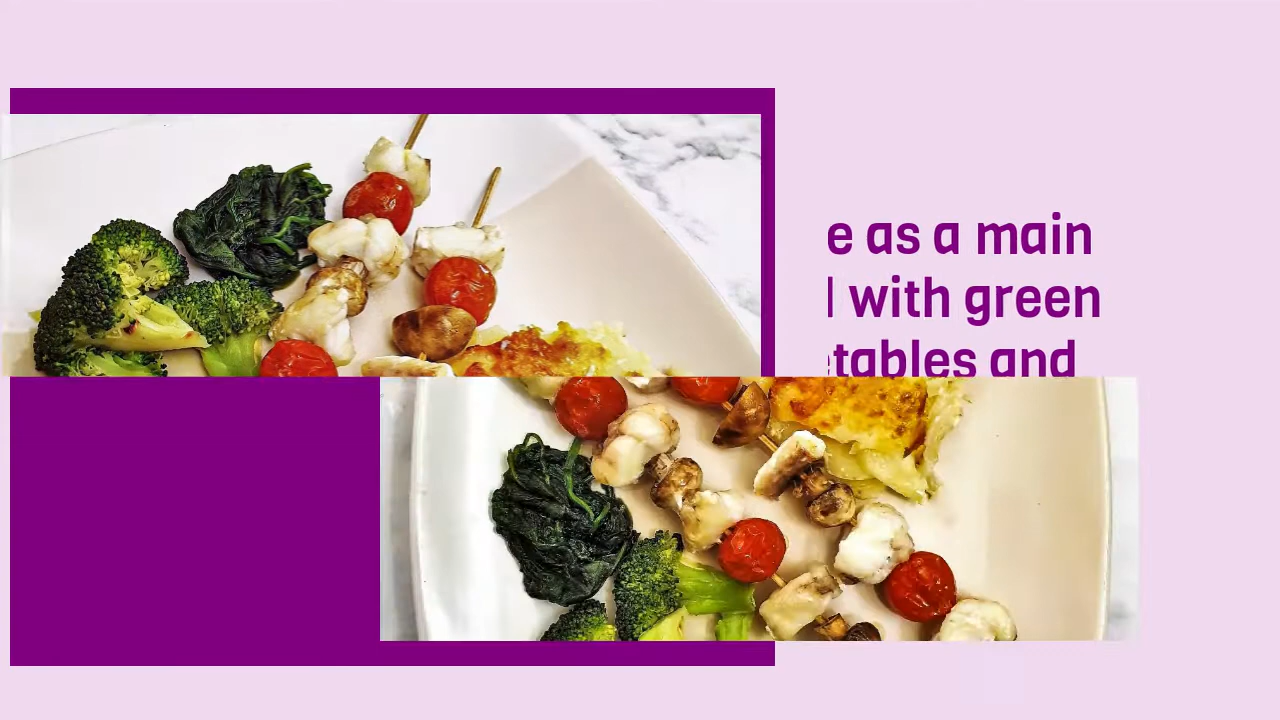 e as a main
with green
tables and